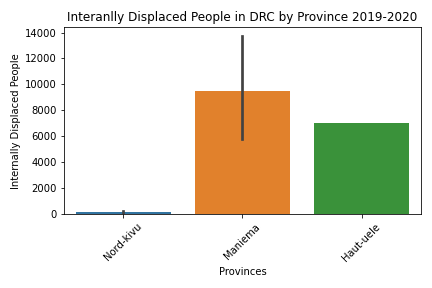 Interanlly Displaced People in DRC by Province 2019-2020
Internally Displaced People
14000
12000
10000
8000
6000
4000
2000
0
Nord-kivu
Maniema
Haut-uele
Provinces